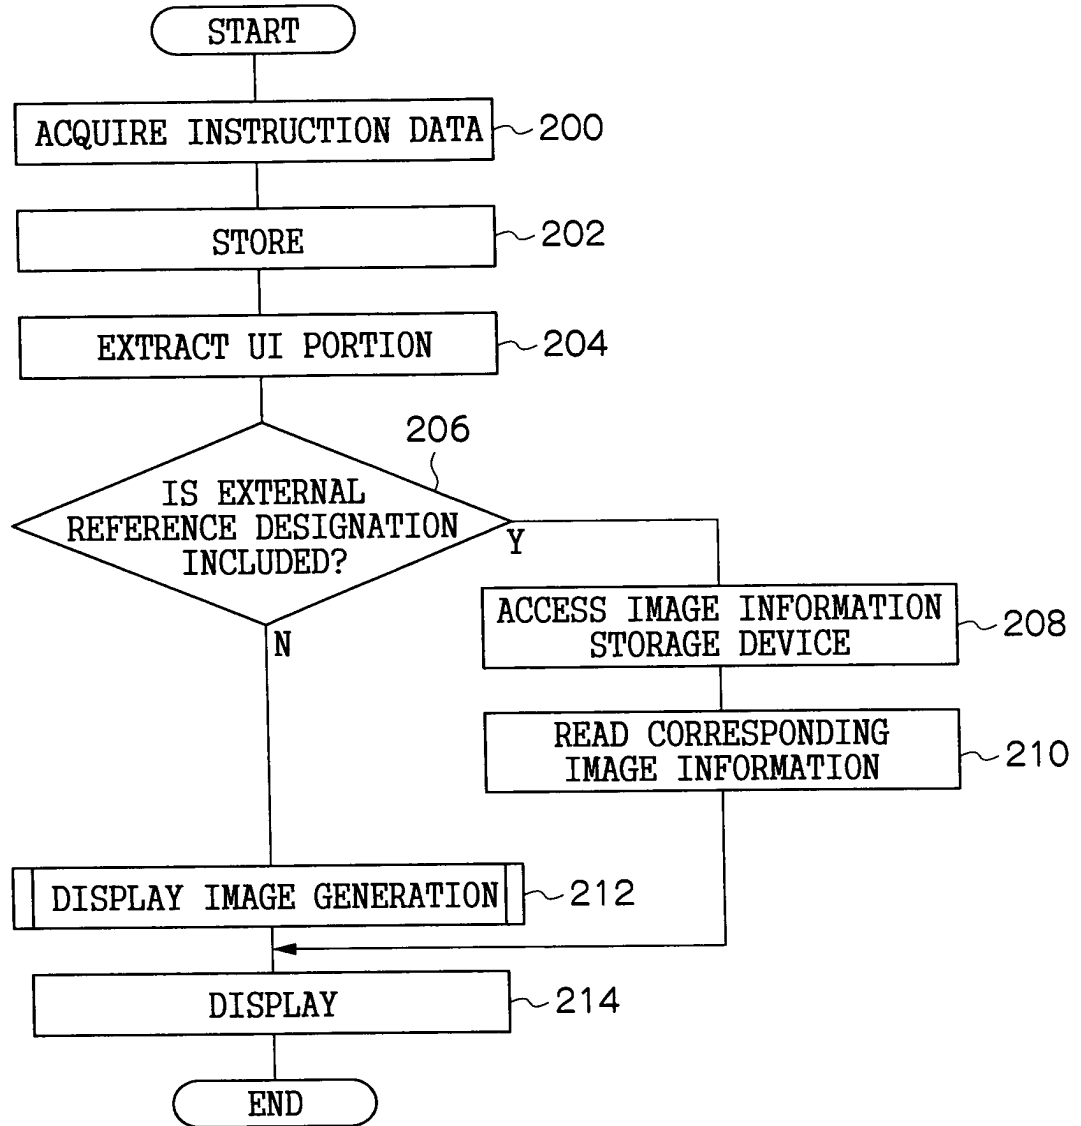 START
ACQUIRE INSTRUCTION DATA
200
STORE
202
EXTRACT UI PORTION
204
206
IS EXTERNAL
REFERENCE DESIGNATION
INCLUDED?
Y
N
ACCESS IMAGE INFORMATION
STORAGE DEVICE
208
READ CORRESPONDING
IMAGE INFORMATION
210
DISPLAY IMAGE GENERATION
212
DISPLAY
214
END